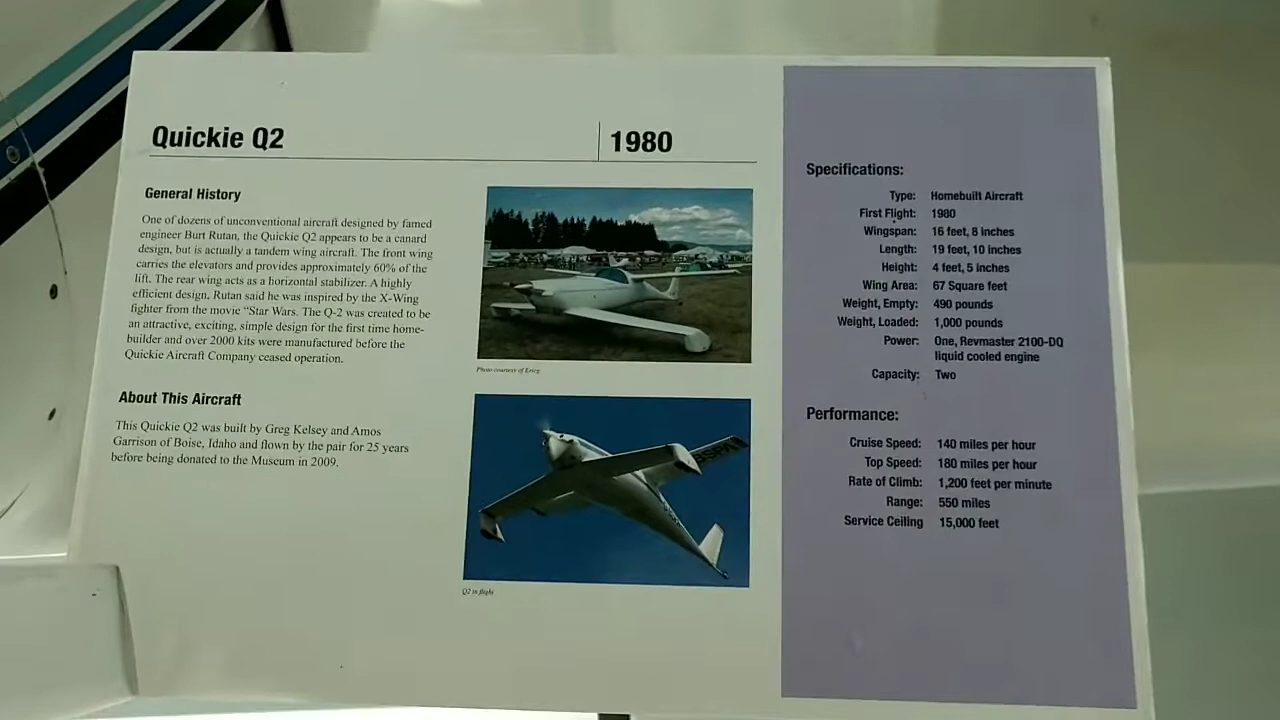 Quickie Q2
1980
General History
One of dozens of unconventional aircraft designed by famed
engineer Burt Rutan, the Quickie Q2 appears to be a canard
design, but is actually a tandem wing aircraft. The front wing
carries the elevators and provides approximately 60% of the
lift. The rear wing acts as a horizontal stabilizer. A highly
efficient design, Rutan said he was inspired by the X-Wing
fighter from the movie "Star Wars. The Q-2 was created to be
an attractive, exciting, simple design for the first time home-
builder and over 2000 kits were manufactured before the
Quickie Aircraft Company ceased operation.
About This Aircraft
This Quickie Q2 was built by Greg Kelsey and Amos
Garrison of Boise, Idaho and flown by the pair for 25 years
before being donated to the Museum in 2009.
Photo courtesy of
Q2 in flight
Specifications:
Type: Homebuilt Aircraft
First Flight: 1980
Wingspan: 16 feet, 8 inches
Length: 19 feet, 10 inches
Height: 4 feet, 5 inches
Wing Area: 67 Square feet
Weight, Empty: 490 pounds
Weight, Loaded: 1,000 pounds
Power: One, Revmaster 2100-DQ
liquid cooled engine
Capacity: Two
Performance:
Cruise Speed: 140 miles per hour
Top Speed: 180 miles per hour
Rate of Climb: 1,200 feet per minute
Range: 550 miles
Service Ceiling 15,000 feet